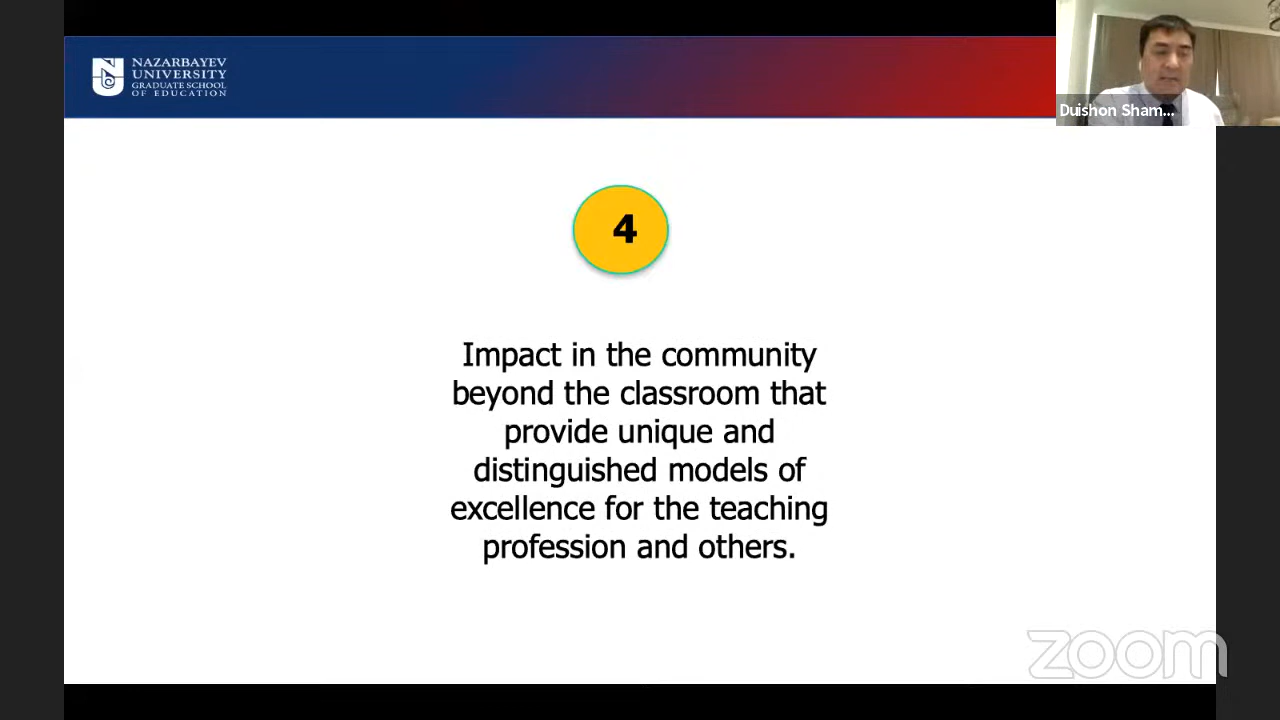 NAZARBAYEV
UNIVERSITY
GRADUATE SCHOOL
OF EDUCATION
Duishon Sham...
4
Impact in the community
beyond the classroom that
provide unique and
distinguished models of
excellence for the teaching
profession and others.
zoom